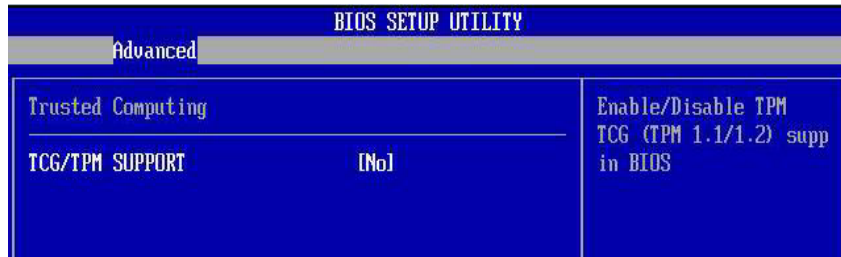 BIOS SETUP UTILITY
Advanced
Trusted Computing
TCG/TPM SUPPORT [No]
Enable/Disable TPM
TCG (TPM 1.1/1.2) supp
in BIOS